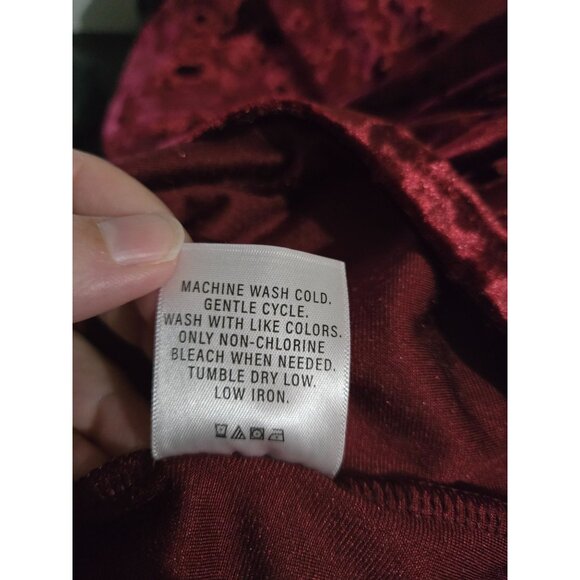 MACHINE WASH COLD.
GENTLE CYCLE.
WASH WITH LIKE COLORS.
ONLY NON-CHLORINE
BLEACH WHEN NEEDED.
TUMBLE DRY LOW.
LOW IRON.